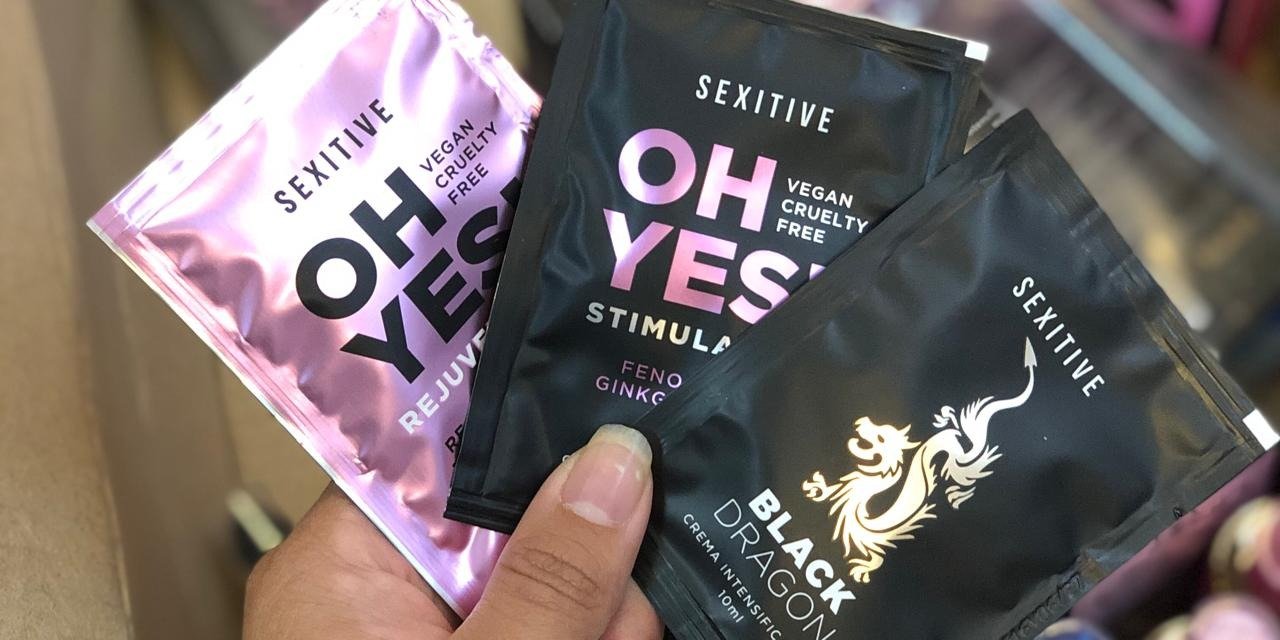 SEXITIVE
OH
YES!
VEGAN
CRUELTY
FREE
SEXITIVE
OH
YES!
VEGAN
CRUELTY
FREE
SEXITIVE
BLACK
DRAGON
10ml